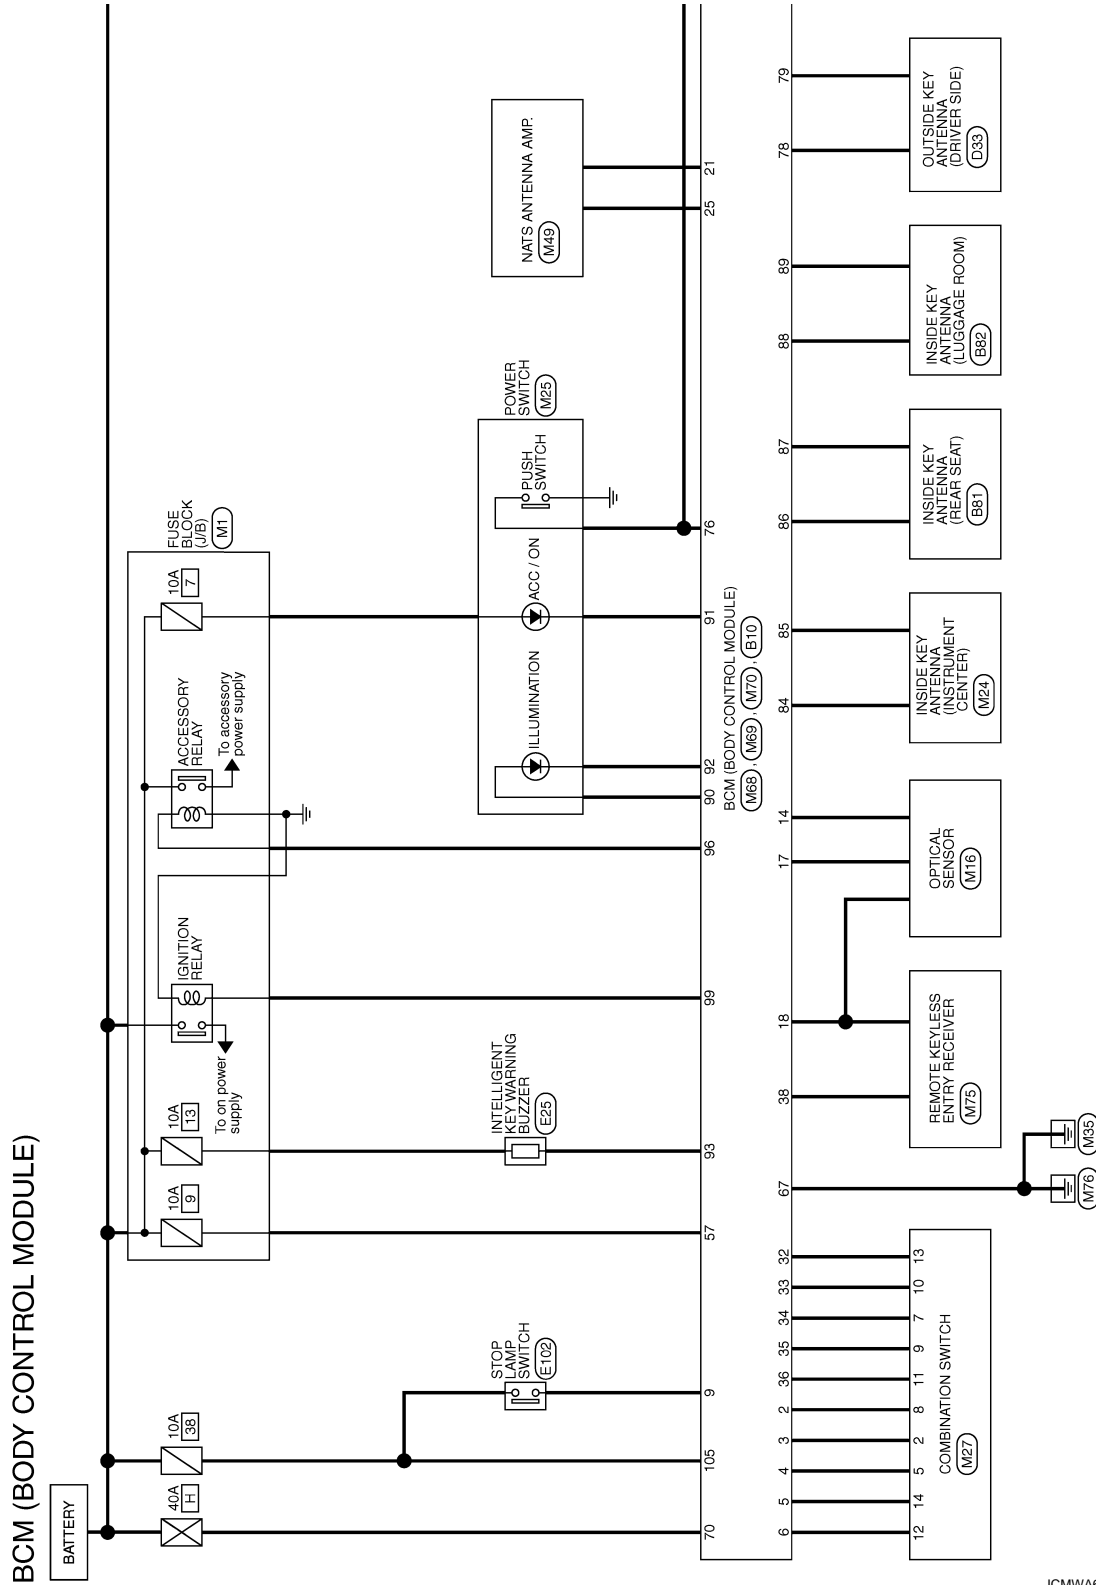 BCM (BODY CONTROL MODULE)
BATTERY
40A
H
10A
38
10A
9
10A
13
To on power
supply
IGNITION
RELAY
ACCESSORY
RELAY
To accessory
power supply
10A
7
FUSE
BLOCK
(J/B)
M1
STOP
LAMP
SWITCH
E102
INTELLIGENT
KEY WARNING
BUZZER
E25
ILLUMINATION
ACC / ON
PUSH
SWITCH
POWER
SWITCH
M25
NATS ANTENNA AMP.
M49
70
105
9
57
93
99
96
90
92
91
76
25
21
BCM (BODY CONTROL MODULE)
M68 , M69 , M70 , B10
6
5
4
3
2
36
35
34
33
32
67
38
18
17
14
84
85
86
87
88
89
78
79
12
14
5
2
8
11
9
7
10
13
COMBINATION SWITCH
M27
M76
M35
REMOTE KEYLESS
ENTRY RECEIVER
M75
OPTICAL
SENSOR
M16
INSIDE KEY
ANTENNA
(INSTRUMENT
CENTER)
M24
INSIDE KEY
ANTENNA
(REAR SEAT)
B81
INSIDE KEY
ANTENNA
(LUGGAGE ROOM)
B82
OUTSIDE KEY
ANTENNA
(DRIVER SIDE)
D33